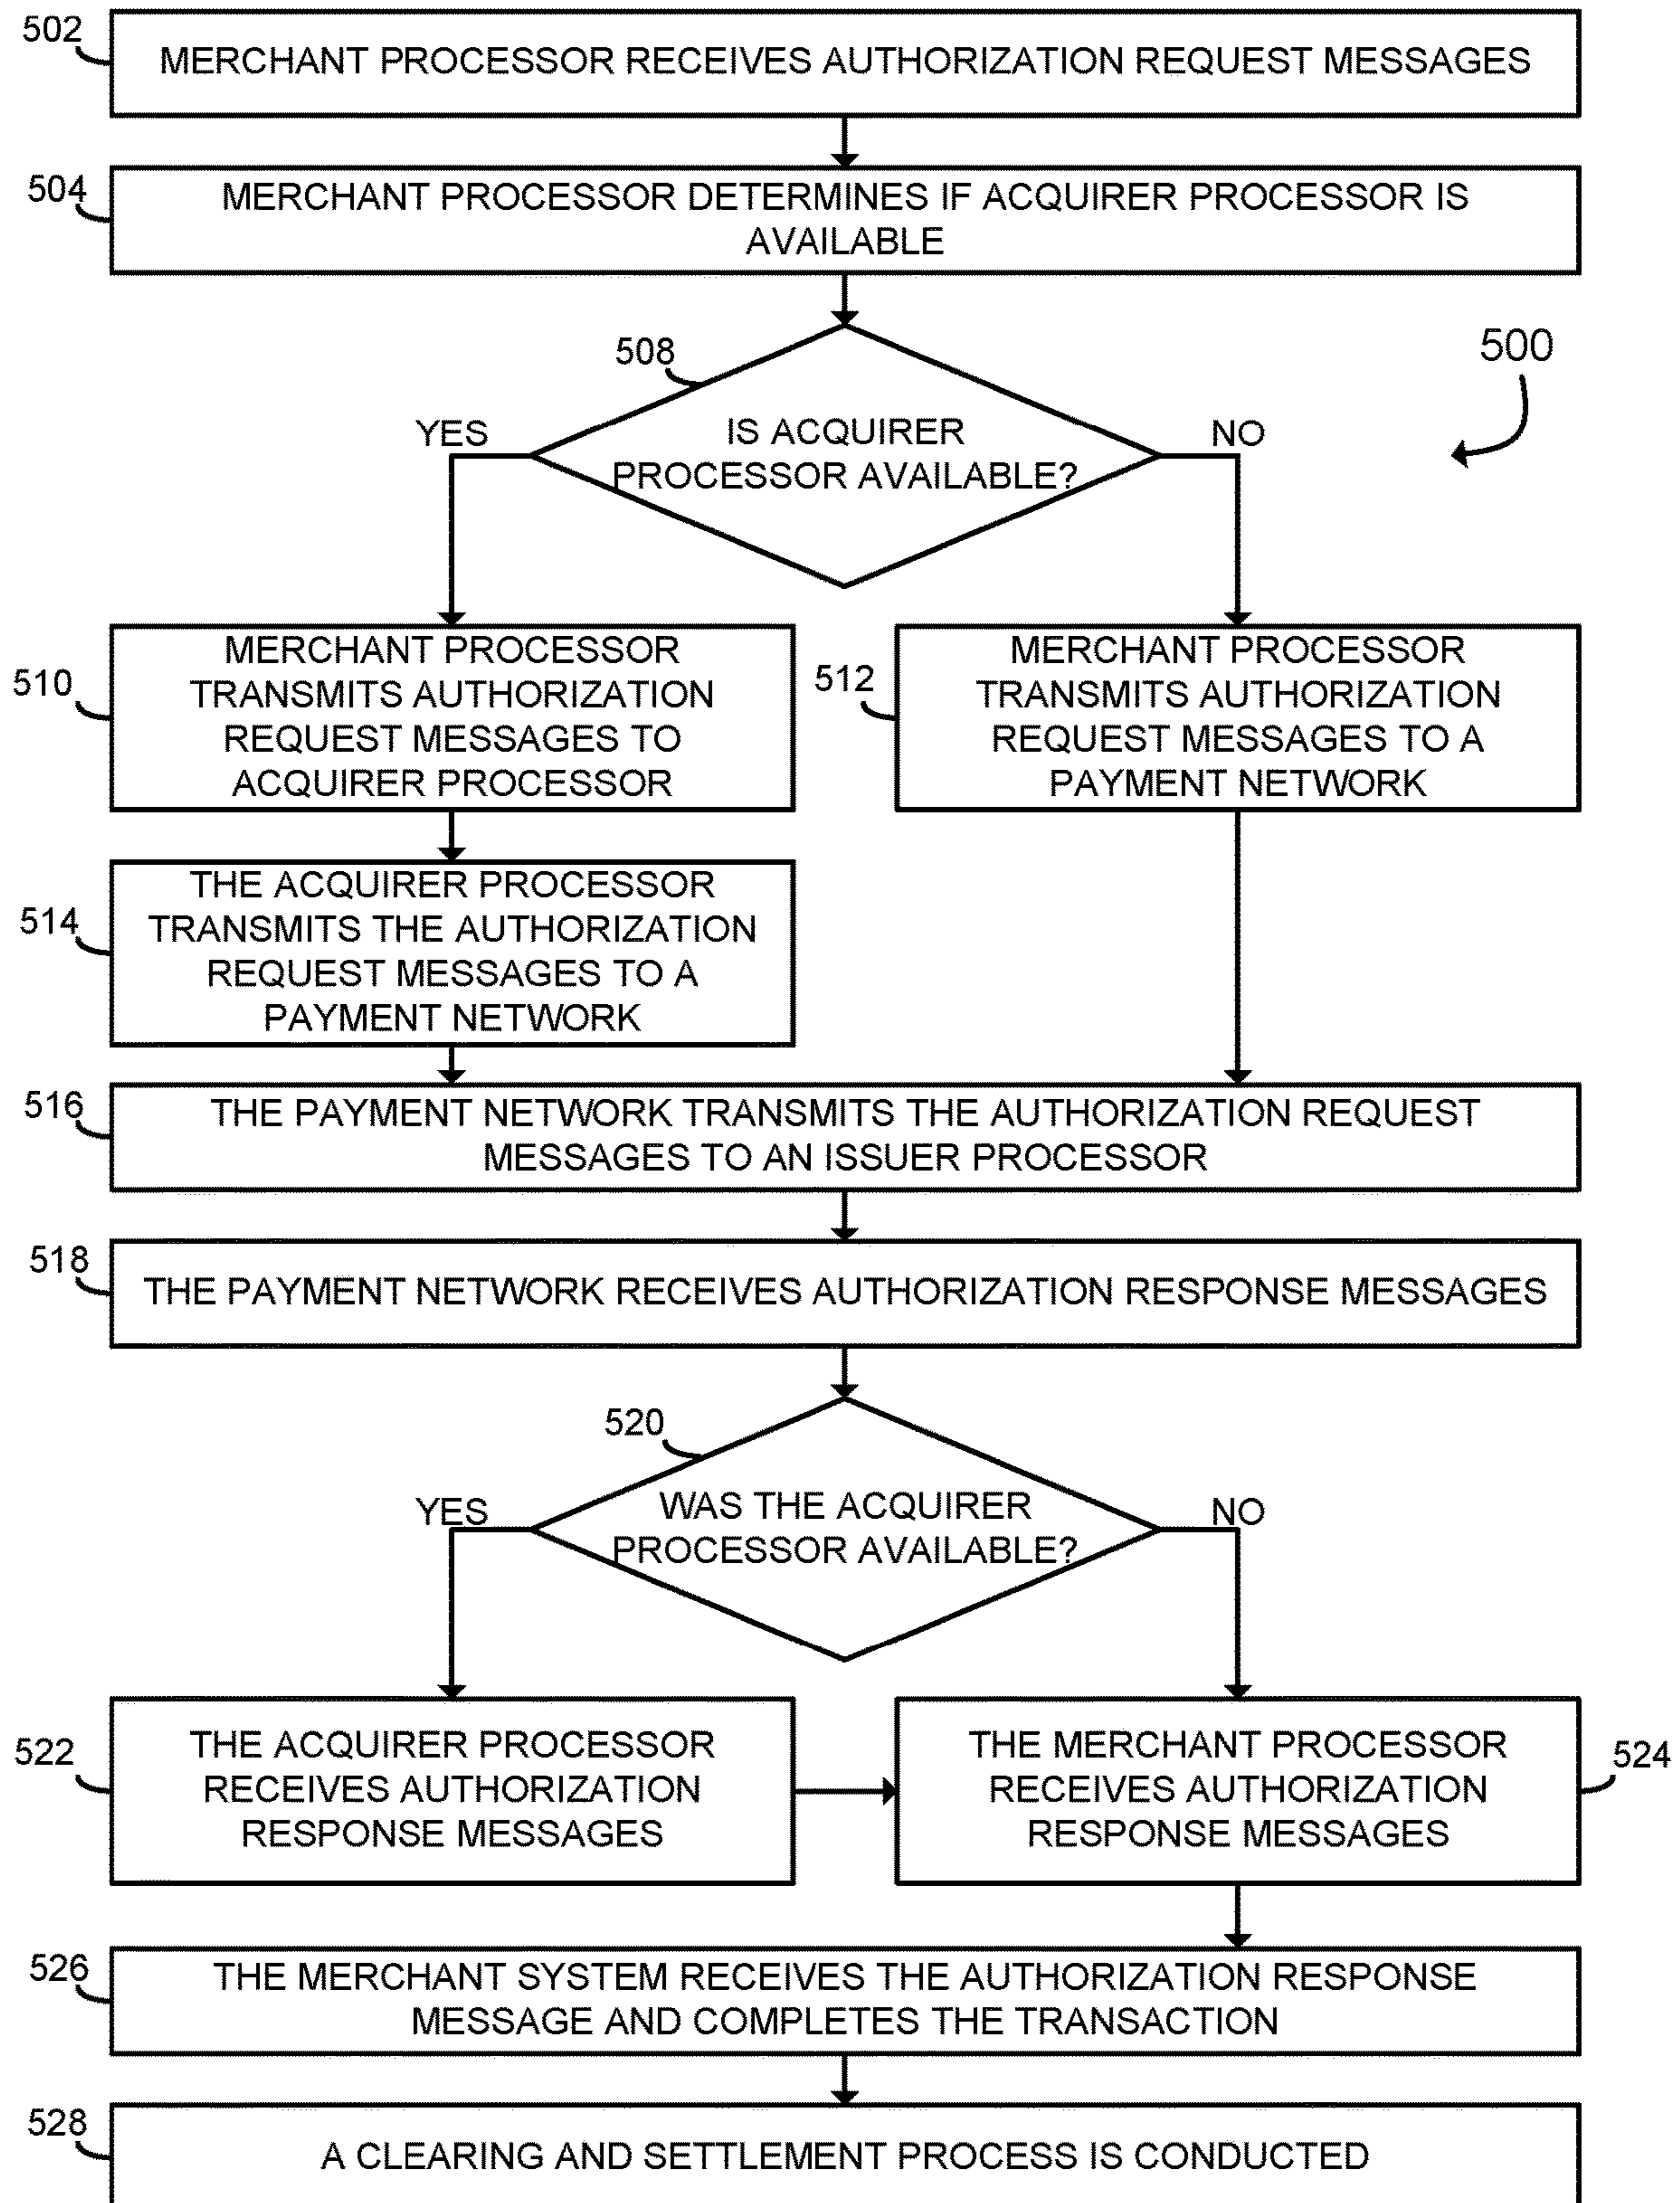 502
MERCHANT PROCESSOR RECEIVES AUTHORIZATION REQUEST MESSAGES
504
MERCHANT PROCESSOR DETERMINES IF ACQUIRER PROCESSOR IS
AVAILABLE
500
508
YES
IS ACQUIRER
PROCESSOR AVAILABLE?
NO
510
MERCHANT PROCESSOR
TRANSMITS AUTHORIZATION
REQUEST MESSAGES TO
ACQUIRER PROCESSOR
512
MERCHANT PROCESSOR
TRANSMITS AUTHORIZATION
REQUEST MESSAGES TO A
PAYMENT NETWORK
514
THE ACQUIRER PROCESSOR
TRANSMITS THE AUTHORIZATION
REQUEST MESSAGES TO A
PAYMENT NETWORK
516
THE PAYMENT NETWORK TRANSMITS THE AUTHORIZATION REQUEST
MESSAGES TO AN ISSUER PROCESSOR
518
THE PAYMENT NETWORK RECEIVES AUTHORIZATION RESPONSE MESSAGES
520
YES
WAS THE ACQUIRER
PROCESSOR AVAILABLE?
NO
522
THE ACQUIRER PROCESSOR
RECEIVES AUTHORIZATION
RESPONSE MESSAGES
THE MERCHANT PROCESSOR
RECEIVES AUTHORIZATION
RESPONSE MESSAGES
524
526
THE MERCHANT SYSTEM RECEIVES THE AUTHORIZATION RESPONSE
MESSAGE AND COMPLETES THE TRANSACTION
528
A CLEARING AND SETTLEMENT PROCESS IS CONDUCTED